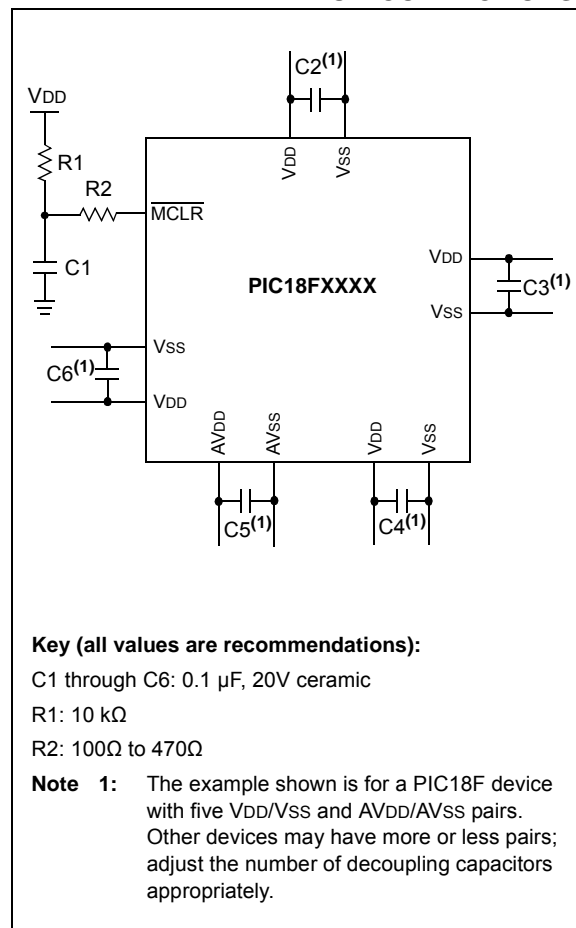 C2(1)
VDD
R1
R2
C1
VDD
VSS
MCLR
PIC18FXXXX
VDD
C3(1)
VSS
VSS
C6(1)
VDD
AVDD
AVSS
VDD
VSS
C5(1)
C4(1)
Key (all values are recommendations):
C1 through C6: 0.1 µF, 20V ceramic
R1: 10 kΩ
R2: 100Ω to 470Ω
Note 1: The example shown is for a PIC18F device
with five VDD/VSS and AVDD/AVSS pairs.
Other devices may have more or less pairs;
adjust the number of decoupling capacitors
appropriately.